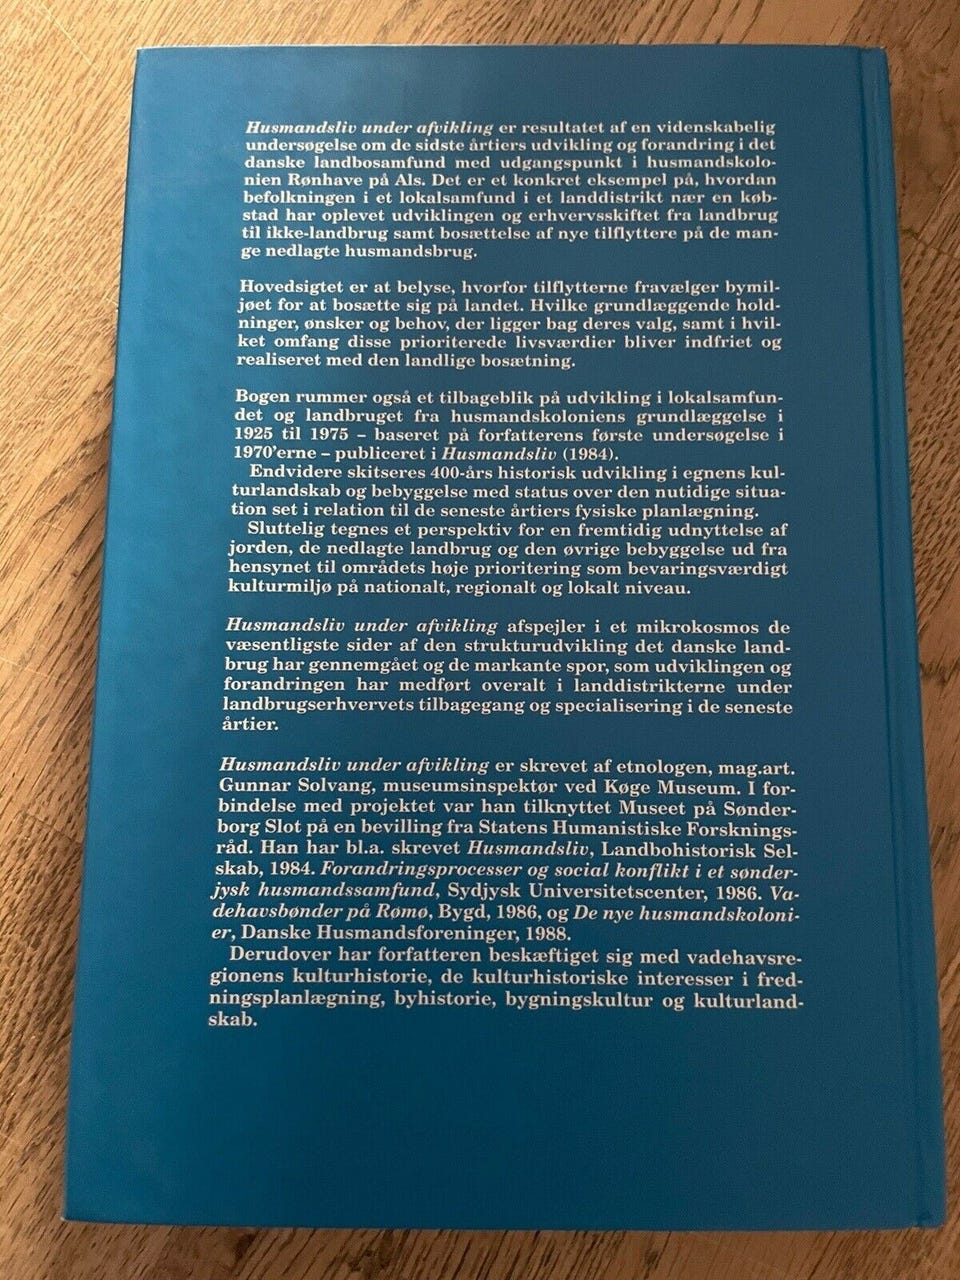 Husmandsliv under afvikling er resultatet af en videnskabelig
undersøgelse om de sidste årtiers udvikling og forandring i det
danske landbosamfund med udgangspunkt i husmandskolo-
nien Rønhave på Als. Det er et konkret eksempel på, hvordan
befolkningen i et lokalsamfund i et landdistrikt nær en køb-
stad har oplevet udviklingen og erhvervsskiftet fra landbrug
til ikke-landbrug samt bosættelse af nye tilflyttere på de man-
ge nedlagte husmandsbrug.
Hovedsigtet er at belyse, hvorfor tilflytterne fravælger bymil-
jøet for at bosætte sig på landet. Hvilke grundlæggende hold-
ninger, ønsker og behov, der ligger bag deres valg, samt i hvil-
ket omfang disse prioriterede livsværdier bliver indfriet og
realiseret med den landlige bosætning.
Bogen rummer også et tilbageblik på udvikling i lokalsamfun-
det og landbruget fra husmandskoloniens grundlæggelse i
1925 til 1975 – baseret på forfatterens første undersøgelse i
1970'erne – publiceret i Husmandsliv (1984).
Endvidere skitseres 400-års historisk udvikling i egnens kul-
turlandskab og bebyggelse med status over den nutidige situa-
tion set i relation til de seneste årtiers fysiske planlægning.
Sluttelig tegnes et perspektiv for en fremtidig udnyttelse af
jorden, de nedlagte landbrug og den øvrige bebyggelse ud fra
hensynet til områdets høje prioritering som bevaringsværdigt
kulturmiljø på nationalt, regionalt og lokalt niveau.
Husmandsliv under afvikling afspejler i et mikrokosmos de
væsentligste sider af den strukturudvikling det danske land-
brug har gennemgået og de markante spor, som udviklingen og
forandringen har medført overalt i landdistrikterne under
landbrugserhvervets tilbagegang og specialisering i de seneste
årtier.
Husmandsliv under afvikling er skrevet af etnologen, mag.art.
Gunnar Solvang, museumsinspektør ved Køge Museum. I for-
bindelse med projektet var han tilknyttet Museet på Sønder-
borg Slot på en bevilling fra Statens Humanistiske Forsknings-
råd. Han har bl.a. skrevet Husmandsliv, Landbohistorisk Sel-
skab, 1984. Forandringsprocesser og social konflikt i et sønder-
jysk husmandssamfund, Sydjysk Universitetscenter, 1986. Va-
dehavsbønder på Rømø, Bygd, 1986, og De nye husmandskoloni-
er, Danske Husmandsforeninger, 1988.
Derudover har forfatteren beskæftiget sig med vadehavsre-
gionens kulturhistorie, de kulturhistoriske interesser i fred-
ningsplanlægning, byhistorie, bygningskultur og kulturland-
skab.